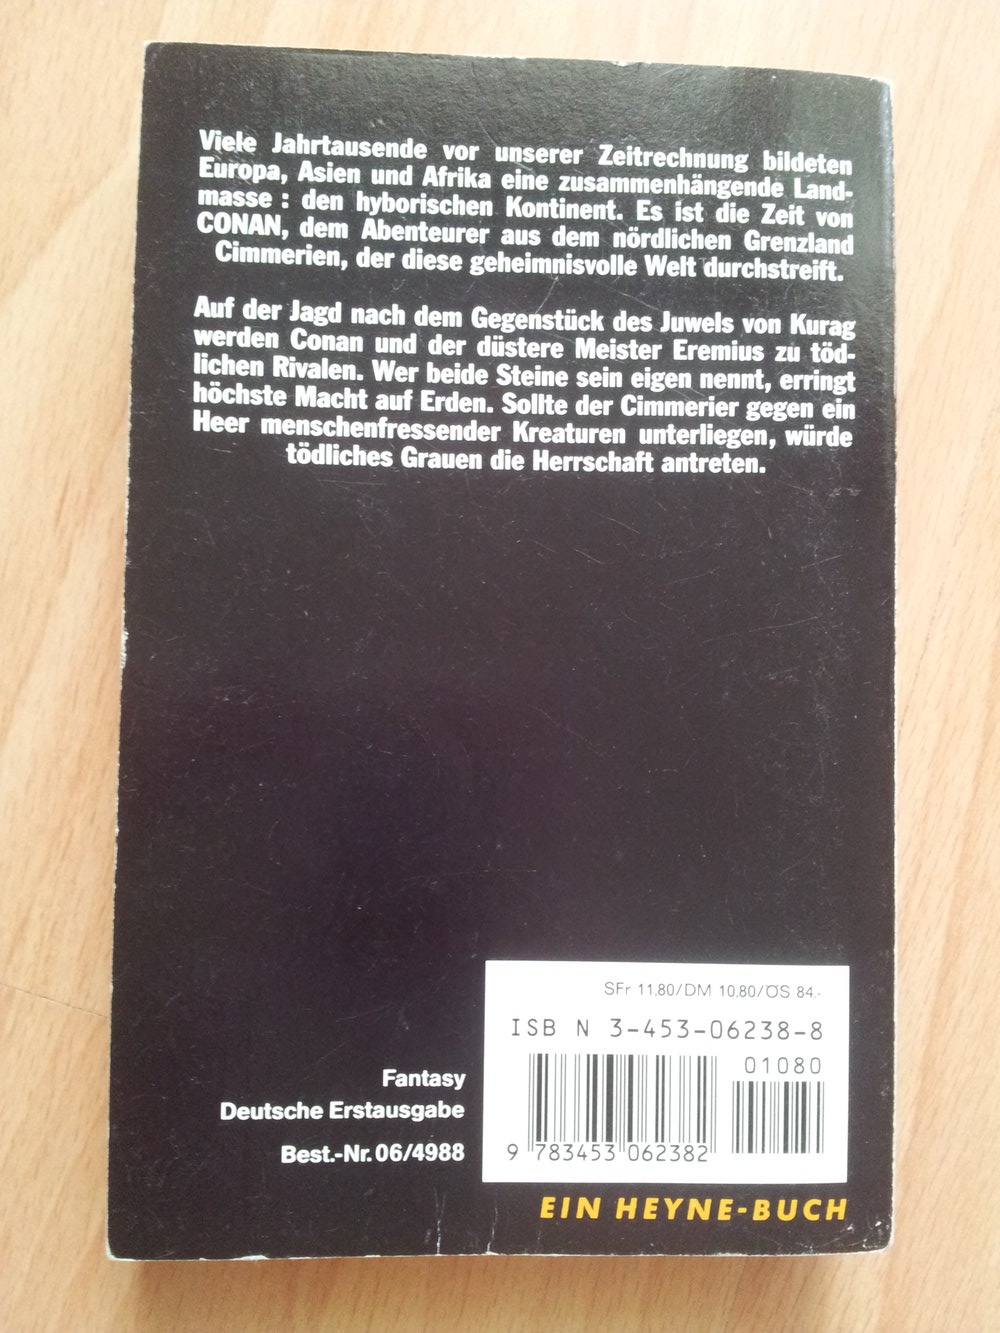 Viele Jahrtausende vor unserer Zeitrechnung bildeten
Europa, Asien und Afrika eine zusammenhängende Land-
masse : den hyborischen Kontinent. Es ist die Zeit von
CONAN, dem Abenteurer aus dem nördlichen Grenzland
Cimmerien, der diese geheimnisvolle Welt durchstreift.
Auf der Jagd nach dem Gegenstück des Juwels von Kurag
werden Conan und der düstere Meister Eremius zu töd-
lichen Rivalen. Wer beide Steine sein eigen nennt, erringt
höchste Macht auf Erden. Sollte der Cimmerier gegen ein
Heer menschenfressender Kreaturen unterliegen, würde
tödliches Grauen die Herrschaft antreten.
SFr 11,80/DM 10,80/ÖS 84,-
ISB N 3-453-06238-8
01080
9 783453 062382
Fantasy
Deutsche Erstausgabe
Best.-Nr. 06/4988
EIN HEYNE-BUCH